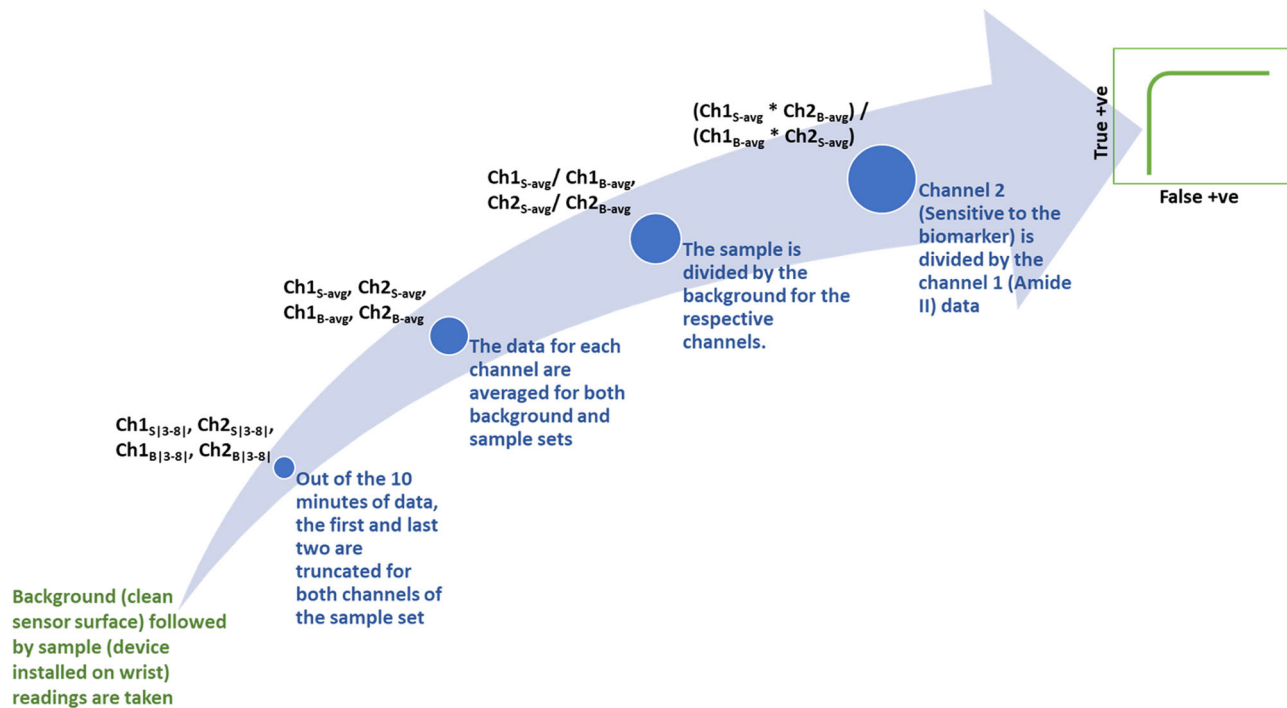 Background (clean
sensor surface) followed
by sample (device
installed on wrist)
readings are taken
Ch1S|3-8|, Ch2S|3-8|,
Ch1B|3-8|, Ch2B|3-8|
Out of the 10
minutes of data,
the first and last
two are
truncated for
both channels of
the sample set
Ch1S-avg, Ch2S-avg,
Ch1B-avg, Ch2B-avg
The data for each
channel are
averaged for both
background and
sample sets
Ch1S-avg/ Ch1B-avg,
Ch2S-avg/ Ch2B-avg
The sample is
divided by the
background for the
respective
channels.
(Ch1S-avg * Ch2B-avg) /
(Ch1B-avg * Ch2S-avg)
Channel 2
(Sensitive to the
biomarker) is
divided by the
channel 1 (Amide
II) data
True +ve
False +ve